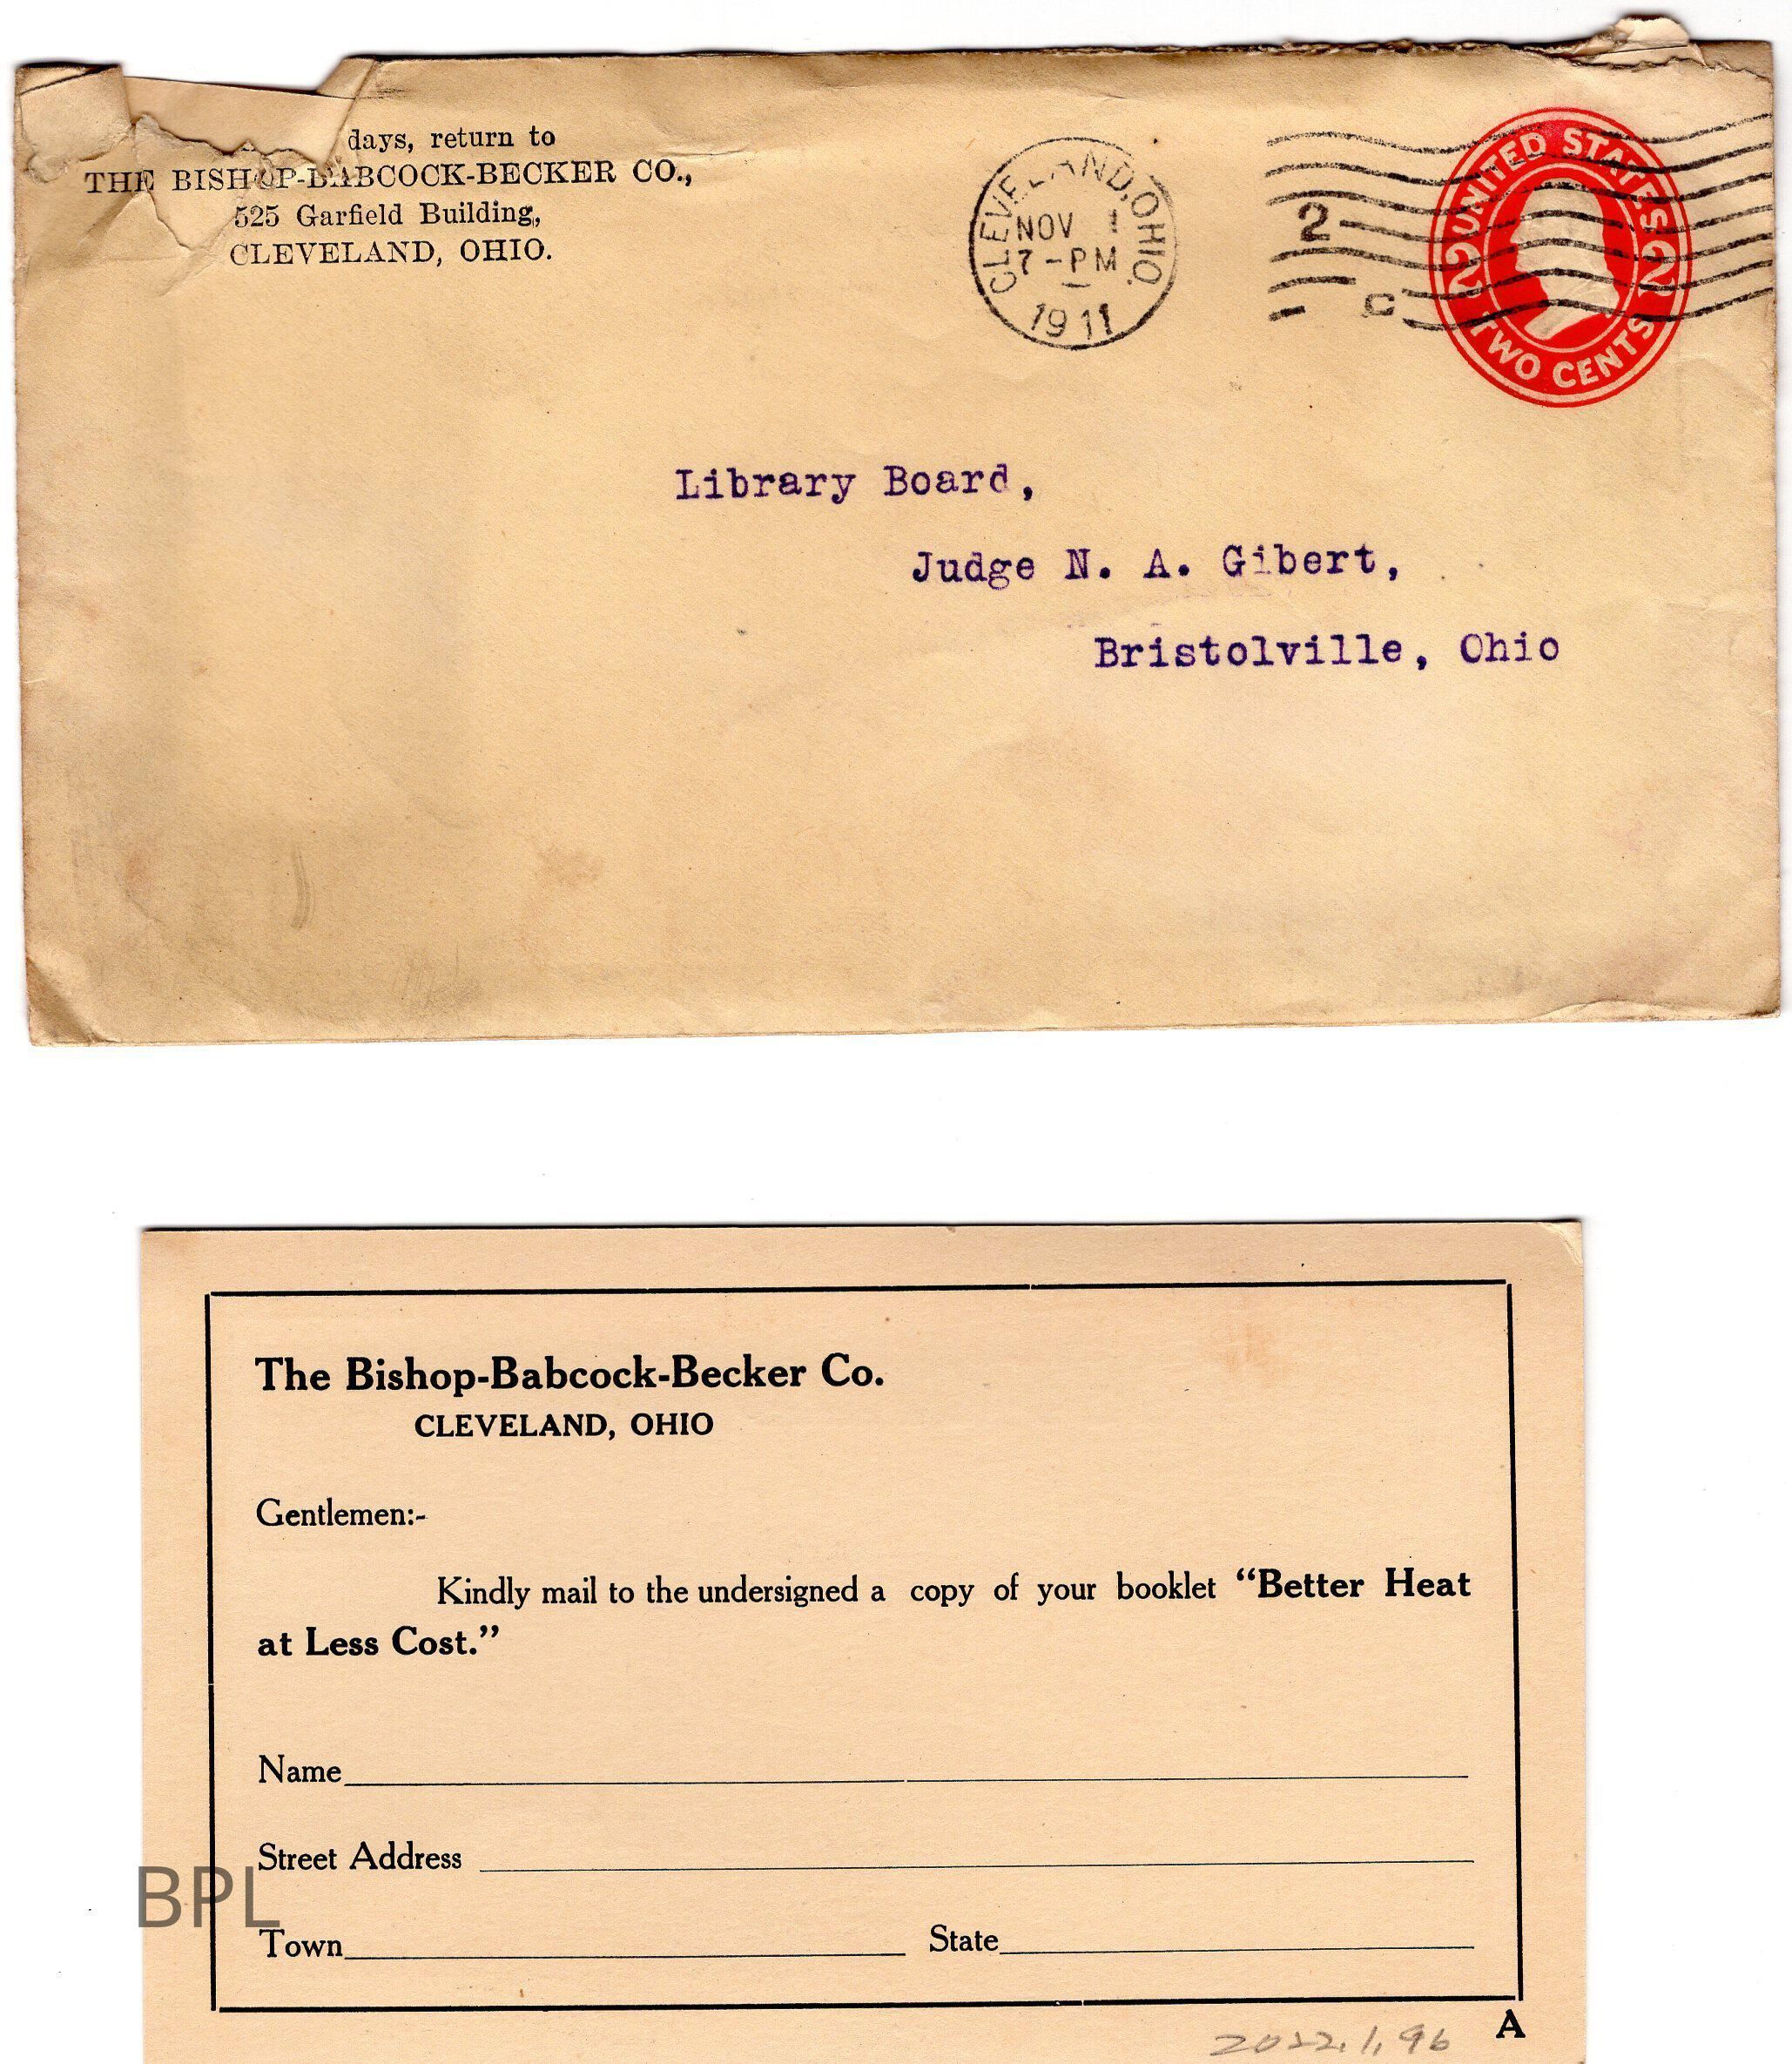 days, return to
THE BISHOP-BABCOCK-BECKER CO.,
525 Garfield Building,
CLEVELAND, OHIO.
CLEVELAND, OHIO.
NOV 1
7-PM
1911
2
C
UNITED STATES
2 2
TWO CENTS
Library Board,
Judge N. A. Gibert,
Bristolville, Ohio
The Bishop-Babcock-Becker Co.
CLEVELAND, OHIO
Gentlemen:-
Kindly mail to the undersigned a copy of your booklet "Better Heat
at Less Cost."
Name
Street Address
BPL
Town State
A
2022.1.96